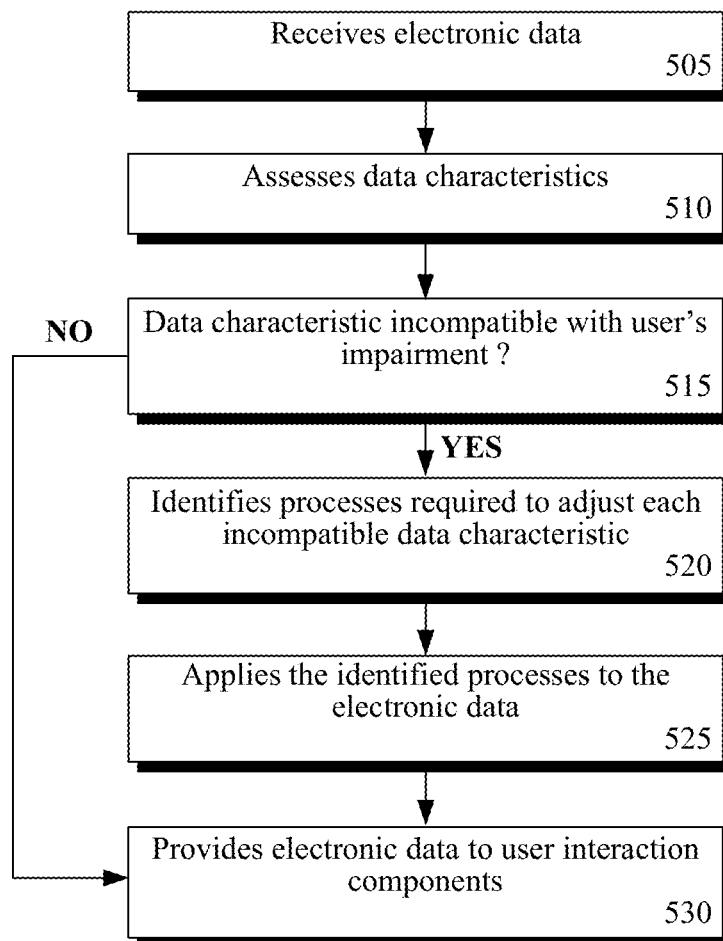 Receives electronic data
505
Assesses data characteristics
510
NO
Data characteristic incompatible with user’s
impairment ?
515
YES
Identifies processes required to adjust each
incompatible data characteristic
520
Applies the identified processes to the
electronic data
525
Provides electronic data to user interaction
components
530